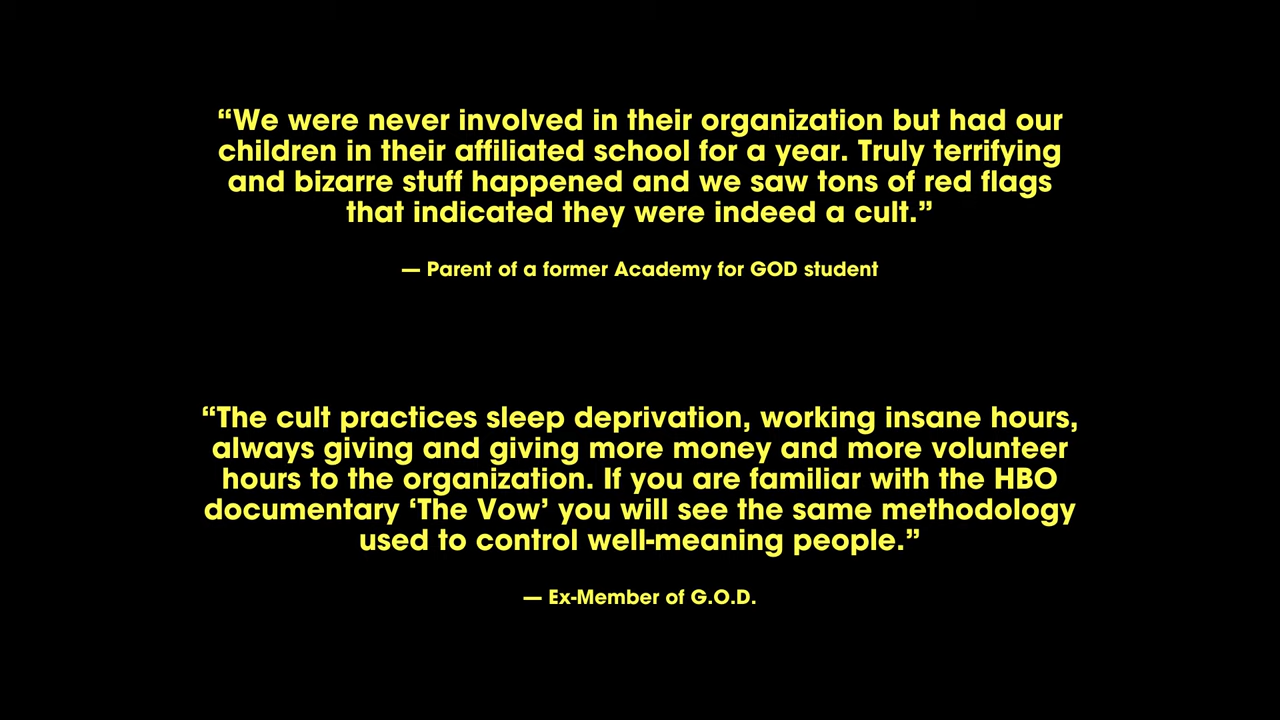 “We were never involved in their organization but had our
children in their affiliated school for a year. Truly terrifying
and bizarre stuff happened and we saw tons of red flags
that indicated they were indeed a cult.”
— Parent of a former Academy for GOD student
“The cult practices sleep deprivation, working insane hours,
always giving and giving more money and more volunteer
hours to the organization. If you are familiar with the HBO
documentary ‘The Vow’ you will see the same methodology
used to control well-meaning people.”
— Ex-Member of G.O.D.